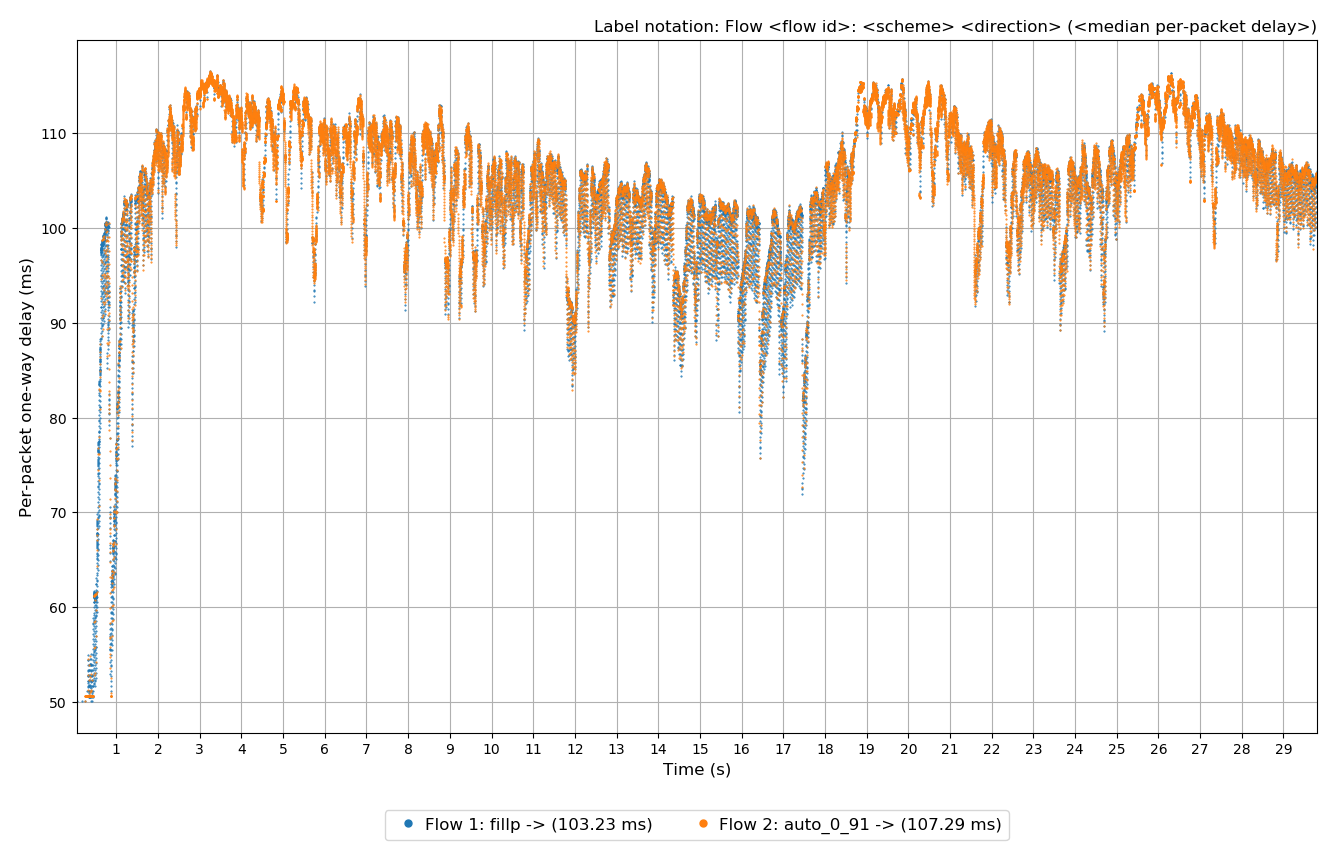 Label notation: Flow <flow id>: <scheme> <direction> (<median per-packet delay>)
Per-packet one-way delay (ms)
110
100
90
80
70
60
50
1 2 3 4 5 6 7 8 9 10 11 12 13 14 15 16 17 18 19 20 21 22 23 24 25 26 27 28 29
Time (s)
Flow 1: fillp -> (103.23 ms) Flow 2: auto_0_91 -> (107.29 ms)